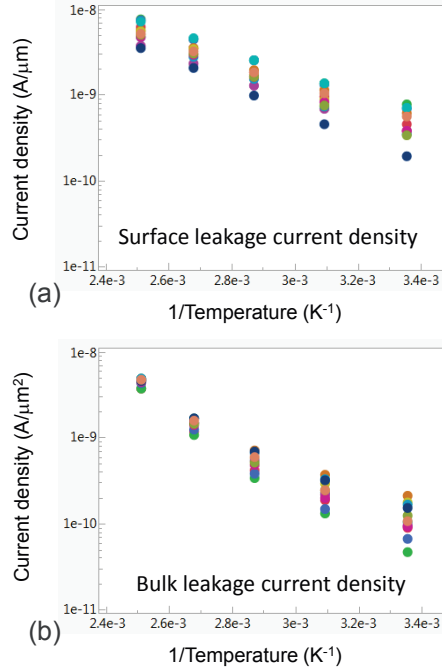 1e-8
1e-9
1e-10
1e-11
Current density (A/μm)
Surface leakage current density
(a)
2.4e-3 2.6e-3 2.8e-3 3e-3 3.2e-3 3.4e-3
1/Temperature (K⁻¹)
1e-8
1e-9
1e-10
1e-11
Current density (A/μm²)
Bulk leakage current density
(b)
2.4e-3 2.6e-3 2.8e-3 3e-3 3.2e-3 3.4e-3
1/Temperature (K⁻¹)